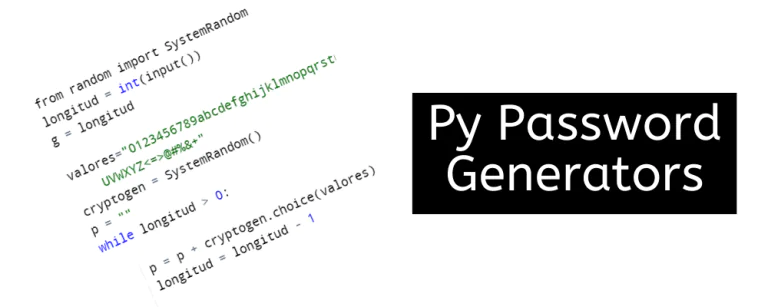 from random import SystemRandom
longitud = int(input())
g = longitud
valores="0123456789abcdefghijklmnopqrst
UVWXYZ<=>@#%&+"
cryptogen = SystemRandom()
p = ""
while longitud > 0:
p = p + cryptogen.choice(valores)
longitud = longitud - 1
Py Password
Generators